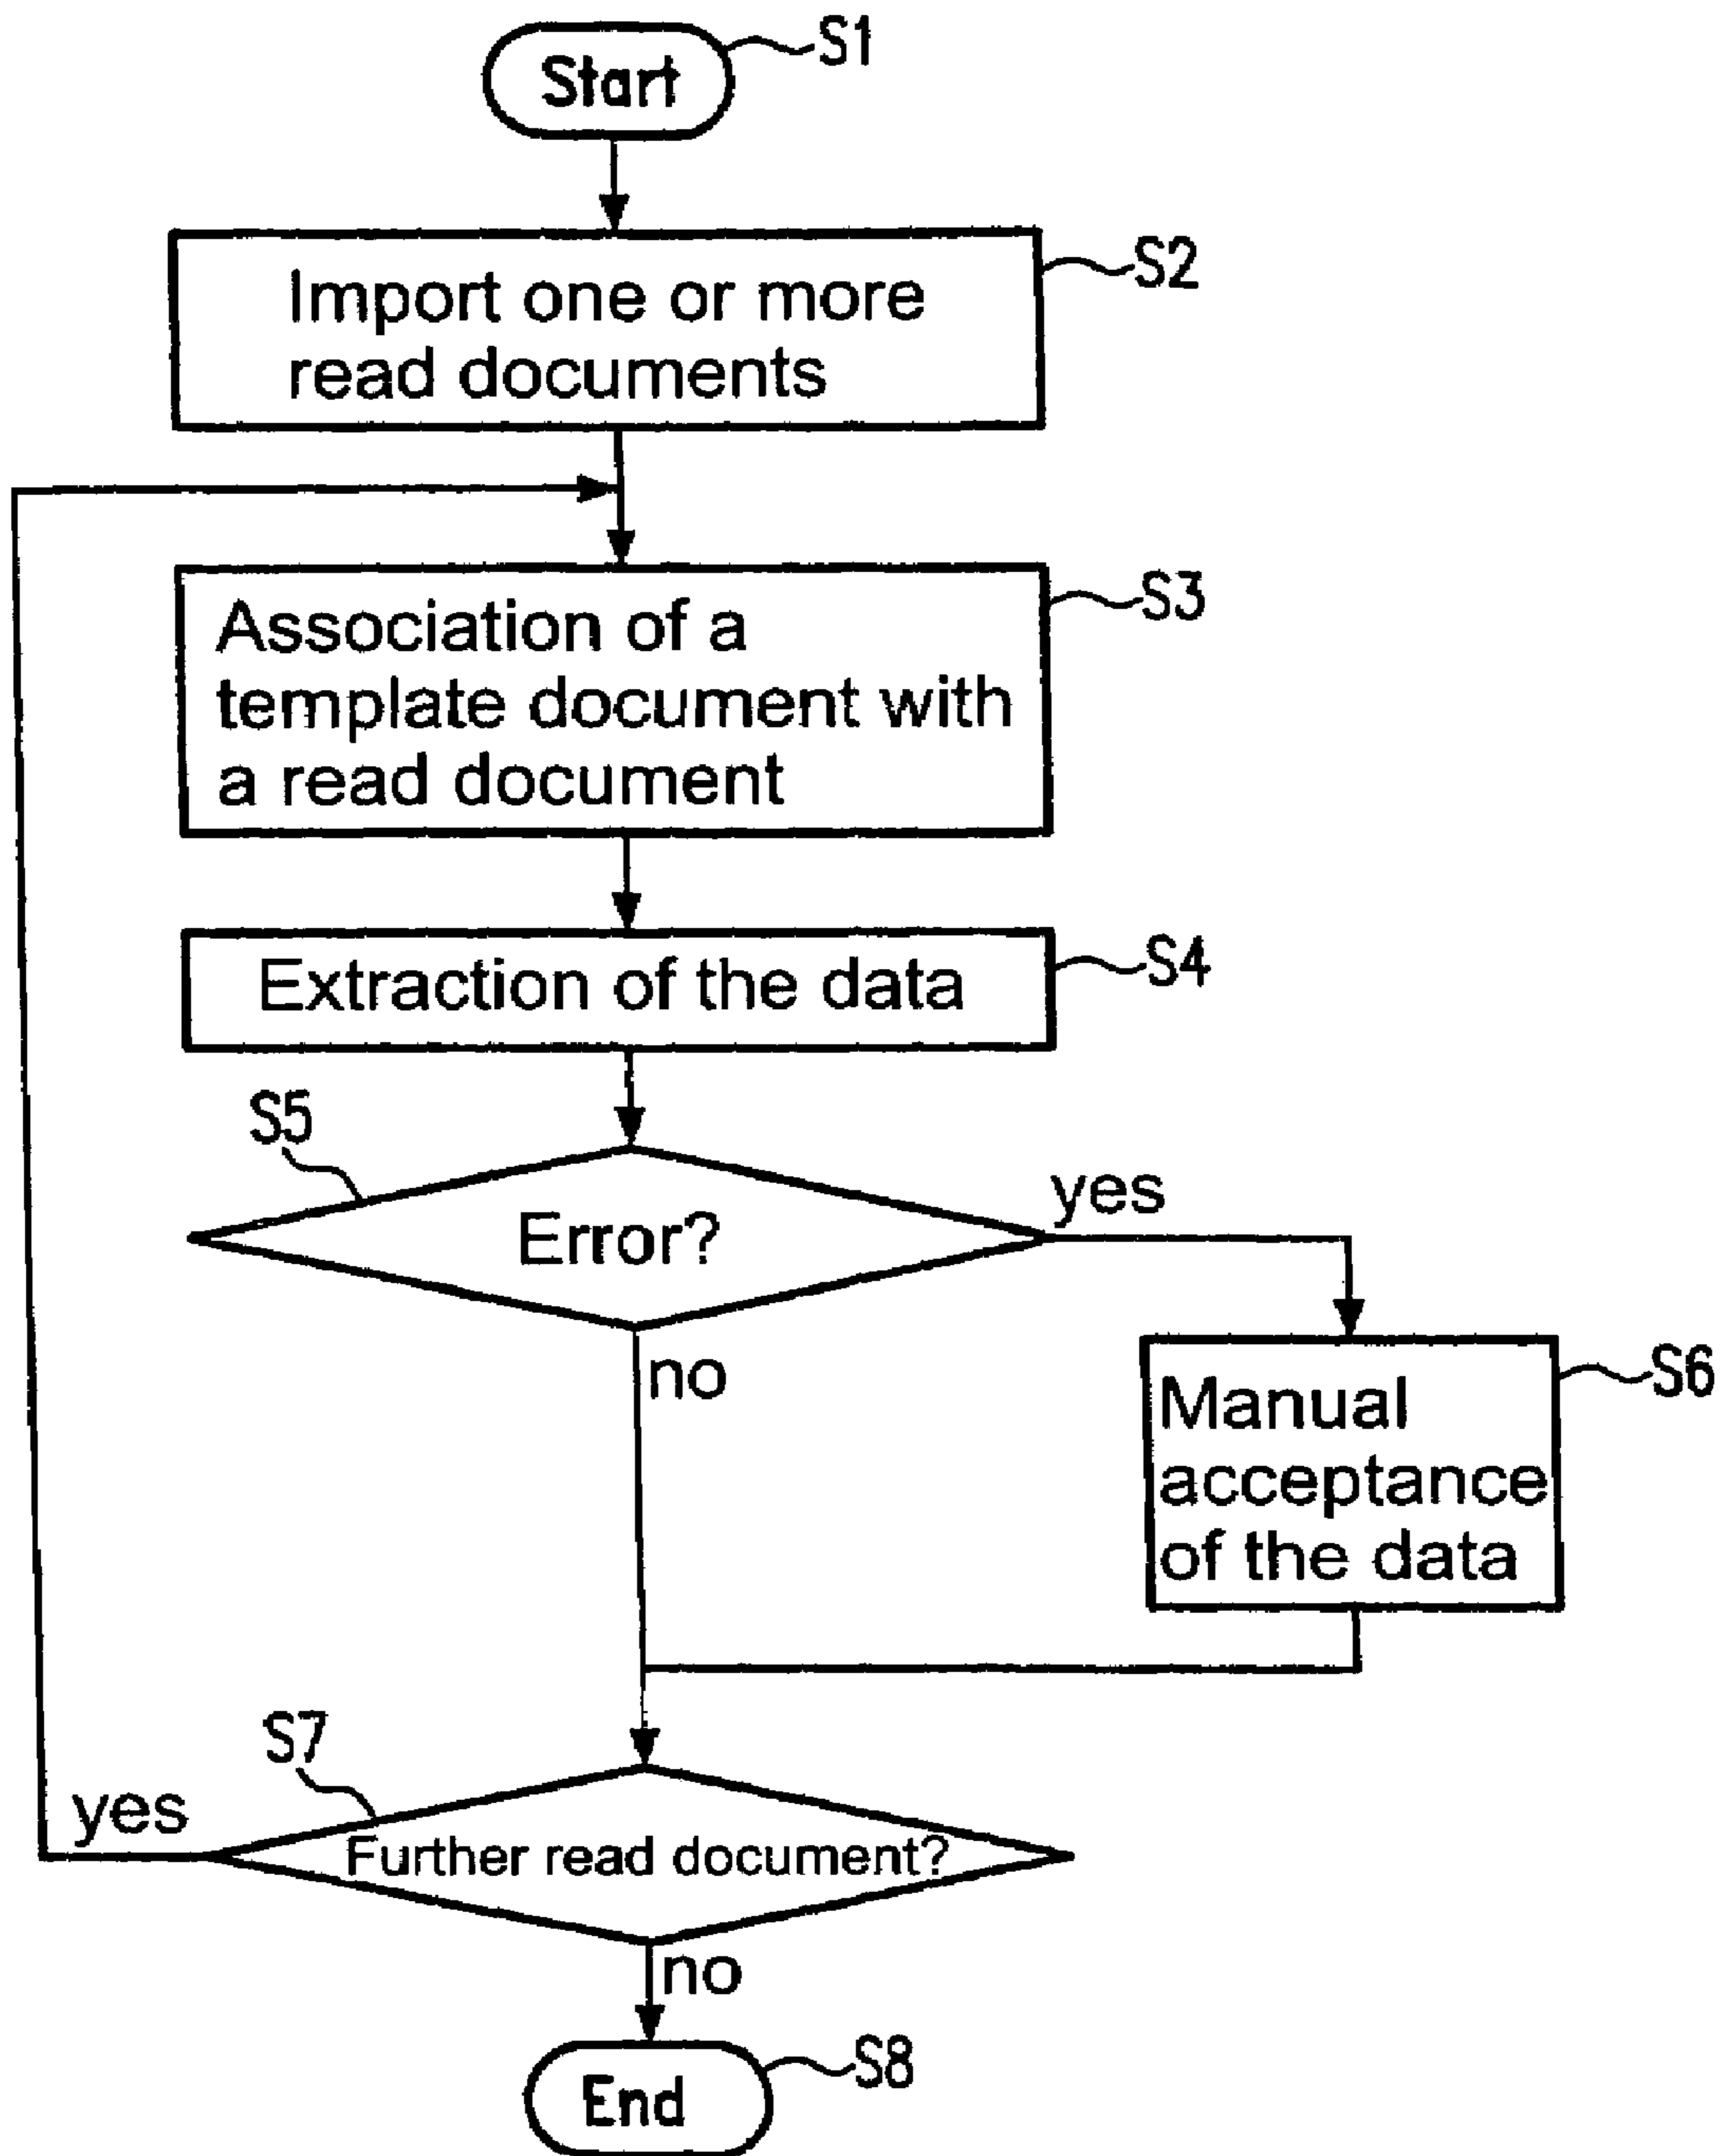 S1
Start
S2
Import one or more
read documents
S3
Association of a
template document with
a read document
S4
Extraction of the data
S5
Error?
yes
no
S6
Manual
acceptance
of the data
S7
yes
Further read document?
no
S8
End